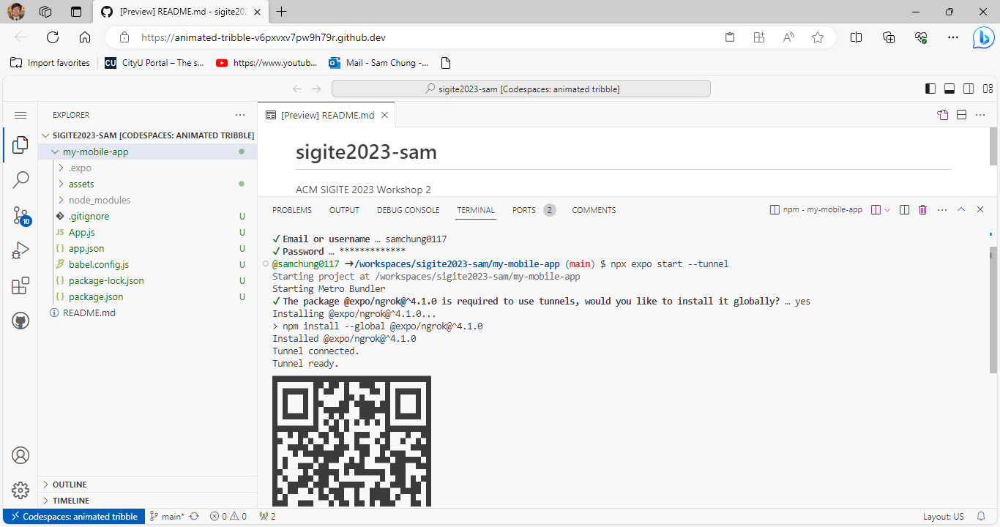 [Preview] README.md - sigite202
https://animated-tribble-v6pxvxv7pw9h79r.github.dev
Import favorites
CU
CityU Portal – The s...
https://www.youtub...
Mail - Sam Chung -...
sigite2023-sam [Codespaces: animated tribble]
EXPLORER
SIGITE2023-SAM [CODESPACES: ANIMATED TRIBBLE]
my-mobile-app
.expo
assets
node_modules
.gitignore U
JS App.js U
{} app.json U
babel.config.js U
{} package-lock.json U
{} package.json U
README.md
10
OUTLINE
TIMELINE
[Preview] README.md
sigite2023-sam
ACM SIGITE 2023 Workshop 2
PROBLEMS OUTPUT DEBUG CONSOLE TERMINAL PORTS 2 COMMENTS
npm - my-mobile-app
✓ Email or username … samchung0117
✓ Password … *************
@samchung0117 ➜/workspaces/sigite2023-sam/my-mobile-app (main) $ npx expo start --tunnel
Starting project at /workspaces/sigite2023-sam/my-mobile-app
Starting Metro Bundler
✓ The package @expo/ngrok@^4.1.0 is required to use tunnels, would you like to install it globally? … yes
Installing @expo/ngrok@^4.1.0...
> npm install --global @expo/ngrok@^4.1.0
Installed @expo/ngrok@^4.1.0
Tunnel connected.
Tunnel ready.
Codespaces: animated tribble
main*
0 0
2
Layout: US